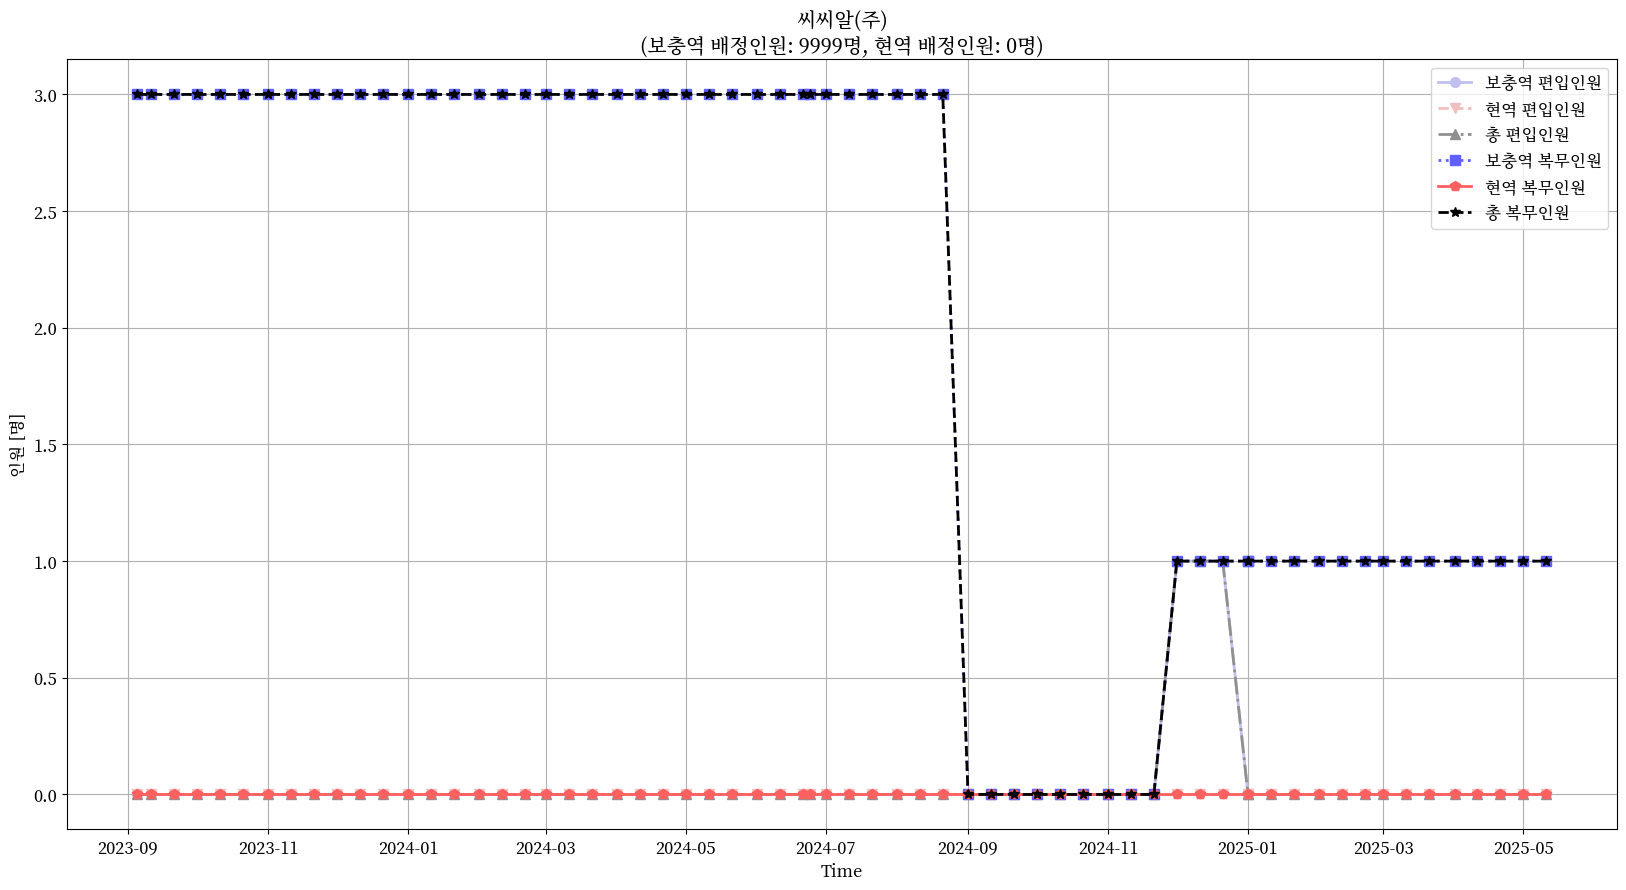 씨씨알(주)
(보충역 배정인원: 9999명, 현역 배정인원: 0명)
보충역 편입인원
현역 편입인원
총 편입인원
보충역 복무인원
현역 복무인원
총 복무인원
인원 [명]
3.0
2.5
2.0
1.5
1.0
0.5
0.0
2023-09 2023-11 2024-01 2024-03 2024-05 2024-07 2024-09 2024-11 2025-01 2025-03 2025-05
Time